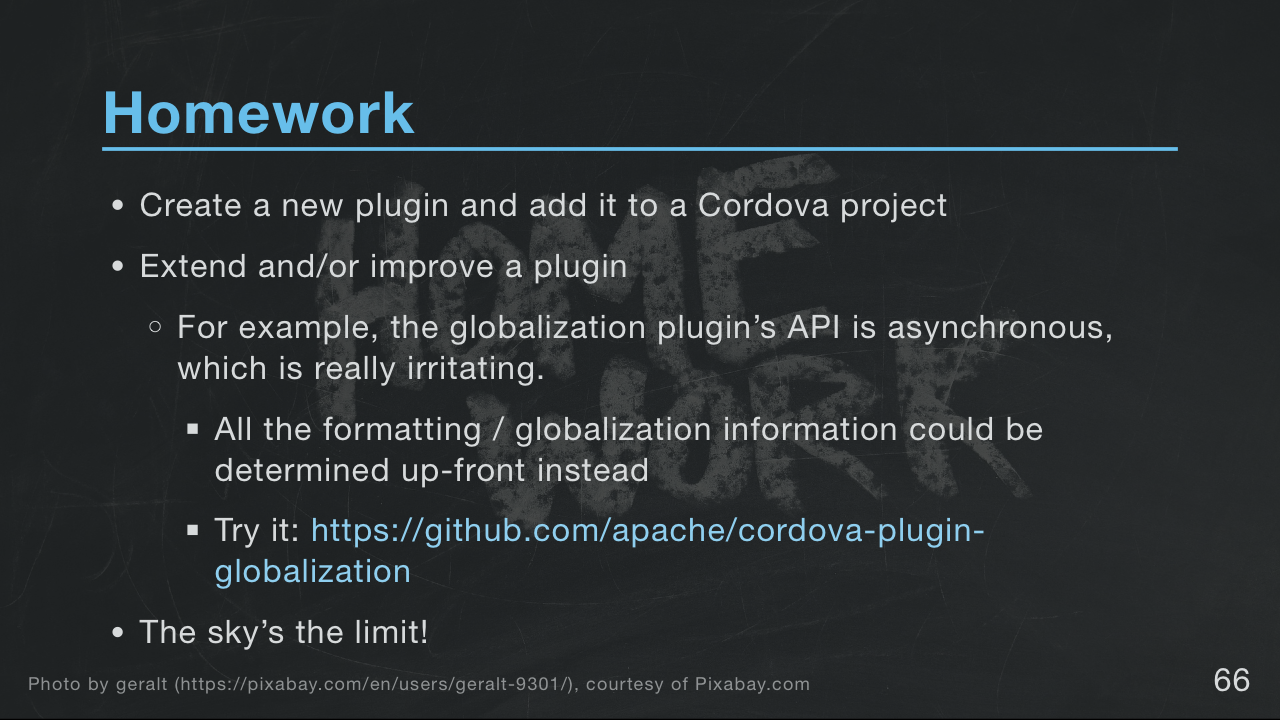 Homework
• Create a new plugin and add it to a Cordova project
• Extend and/or improve a plugin
○ For example, the globalization plugin’s API is asynchronous,
which is really irritating.
▪ All the formatting / globalization information could be
determined up-front instead
▪ Try it: https://github.com/apache/cordova-plugin-
globalization
• The sky’s the limit!
Photo by geralt (https://pixabay.com/en/users/geralt-9301/), courtesy of Pixabay.com
66
HOME
WORK